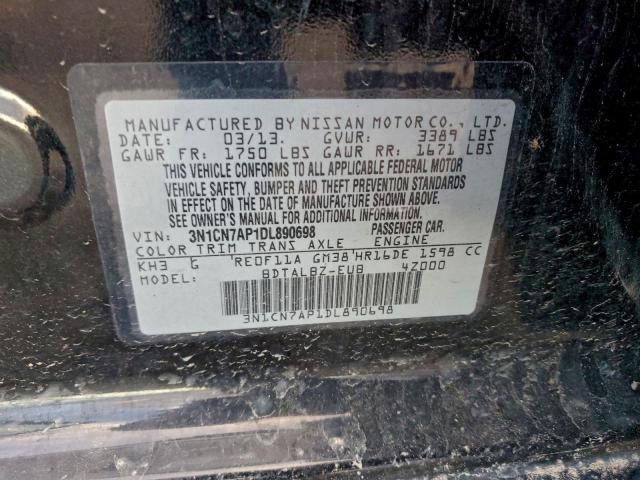 MANUFACTURED BY NISSAN MOTOR CO., LTD.
DATE: 03/13. GVWR: 3389 LBS
GAWR FR: 1750 LBS GAWR RR: 1671 LBS
THIS VEHICLE CONFORMS TO ALL APPLICABLE FEDERAL MOTOR
VEHICLE SAFETY, BUMPER AND THEFT PREVENTION STANDARDS
IN EFFECT ON THE DATE OF MANUFACTURE SHOWN ABOVE.
SEE OWNER'S MANUAL FOR ADDITIONAL INFORMATION.
VIN: 3N1CN7AP1DL890698 PASSENGER CAR.
COLOR TRIM TRANS AXLE ENGINE
KH3 G RE0F11A GM38 HR16DE 1598 CC
MODEL: BDTALBZ-EUB 4Z000
3N1CN7AP1DL890698